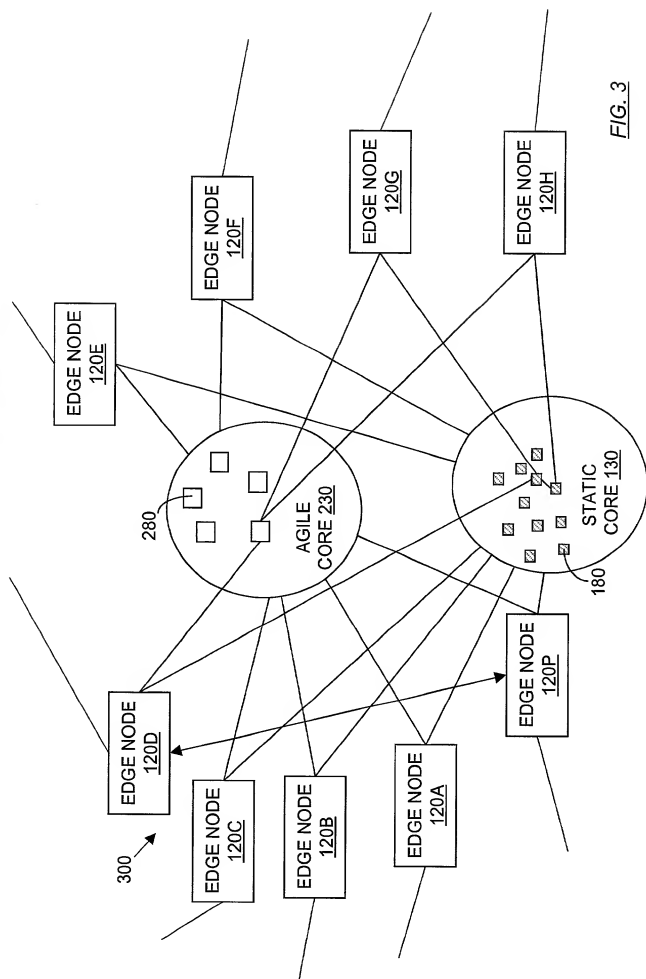 300
EDGE NODE
120D
EDGE NODE
120E
EDGE NODE
120F
EDGE NODE
120C
280
AGILE
CORE 230
EDGE NODE
120G
EDGE NODE
120B
EDGE NODE
120A
EDGE NODE
120P
STATIC
CORE 130
180
EDGE NODE
120H
FIG. 3